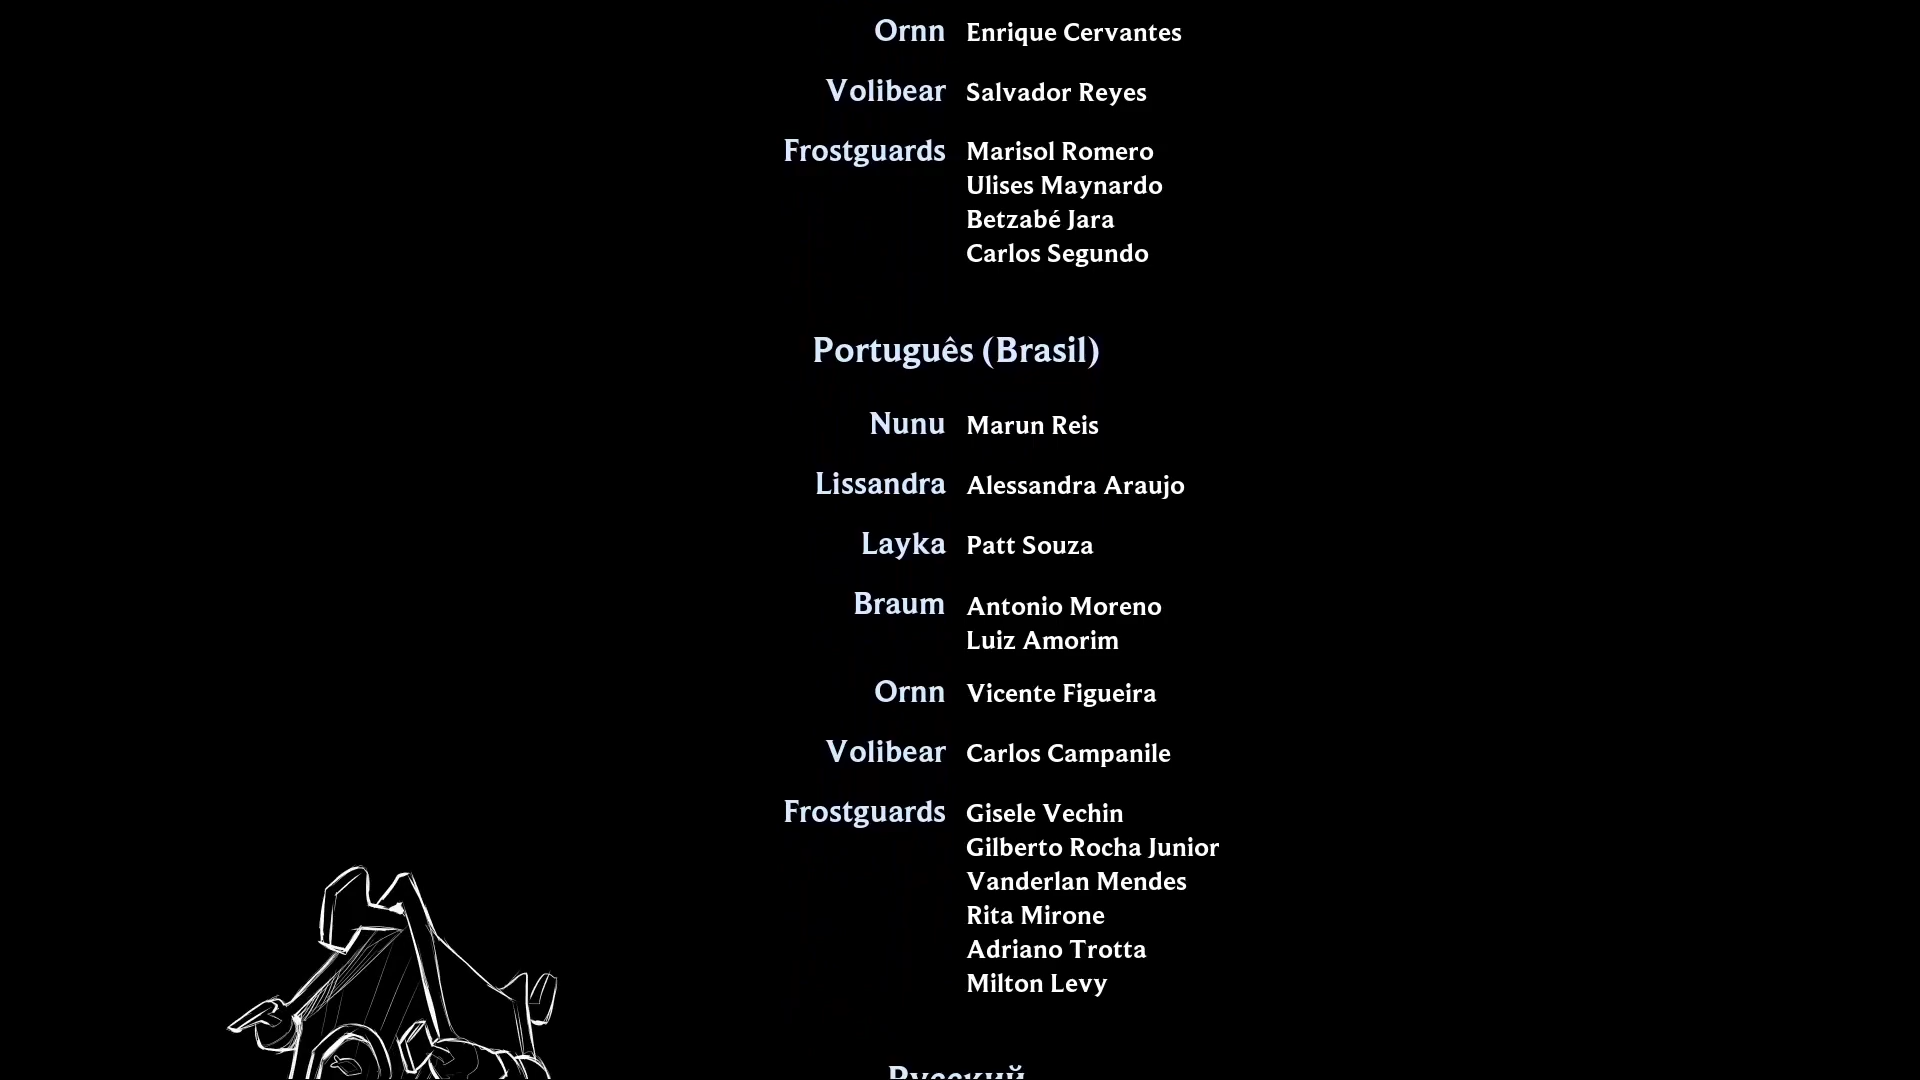 Ornn Enrique Cervantes
Volibear Salvador Reyes
Frostguards Marisol Romero
Ulises Maynardo
Betzabé Jara
Carlos Segundo
Português (Brasil)
Nunu Marun Reis
Lissandra Alessandra Araujo
Layka Patt Souza
Braum Antonio Moreno
Luiz Amorim
Ornn Vicente Figueira
Volibear Carlos Campanile
Frostguards Gisele Vechin
Gilberto Rocha Junior
Vanderlan Mendes
Rita Mirone
Adriano Trotta
Milton Levy
Русский